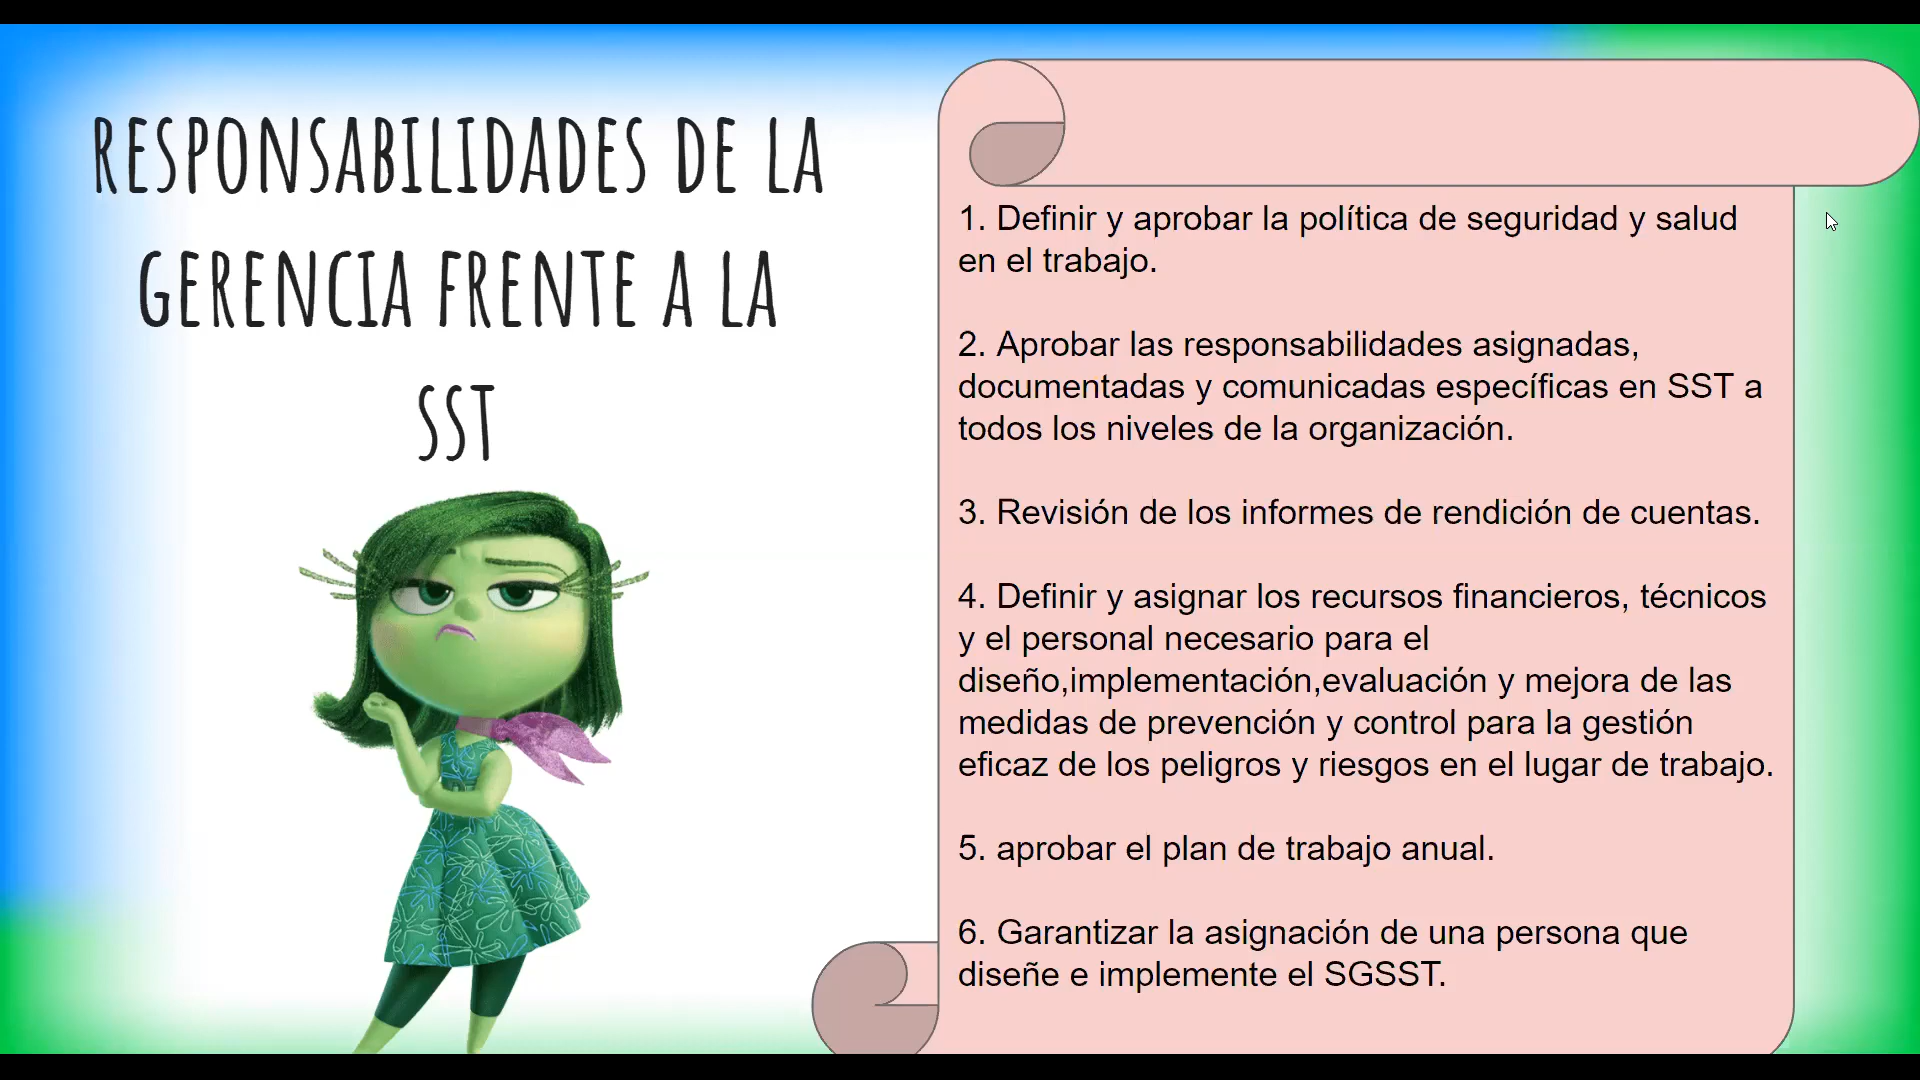 RESPONSABILIDADES DE LA
GERENCIA FRENTE A LA
SST
1. Definir y aprobar la política de seguridad y salud
en el trabajo.
2. Aprobar las responsabilidades asignadas,
documentadas y comunicadas específicas en SST a
todos los niveles de la organización.
3. Revisión de los informes de rendición de cuentas.
4. Definir y asignar los recursos financieros, técnicos
y el personal necesario para el
diseño,implementación,evaluación y mejora de las
medidas de prevención y control para la gestión
eficaz de los peligros y riesgos en el lugar de trabajo.
5. aprobar el plan de trabajo anual.
6. Garantizar la asignación de una persona que
diseñe e implemente el SGSST.